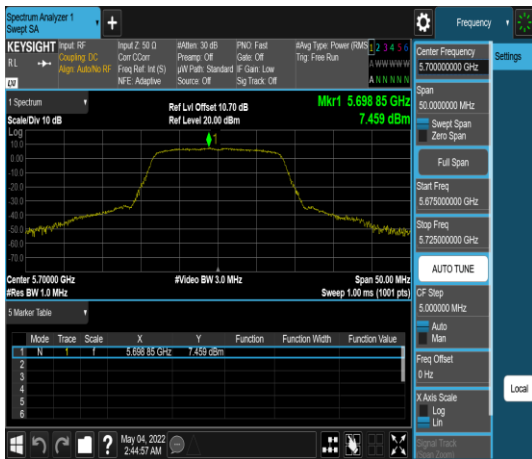 Spectrum Analyzer 1
Swept SA
+
Frequency
KEYSIGHT Input: RF Input Z: 50 Ω #Atten: 30 dB PNO: Fast #Avg Type: Power (RMS 1 2 3 4 5 6
RL Coupling: DC Corr CCorr Preamp: Off Gate: Off Trig: Free Run A W W W W W
Align: Auto/No RF Freq Ref: Int (S) µW Path: Standard IF Gain: Low
NFE: Adaptive Source: Off Sig Track: Off A N N N N N
LXI
1 Spectrum
Scale/Div 10 dB
Ref Lvl Offset 10.70 dB
Ref Level 20.00 dBm
Mkr1 5.698 85 GHz
7.459 dBm
Log
10.0
0.00
-10.0
-20.0
-30.0
-40.0
-50.0
-60.0
-70.0
1
Center 5.70000 GHz #Video BW 3.0 MHz Span 50.00 MHz
#Res BW 1.0 MHz Sweep 1.00 ms (1001 pts)
5 Marker Table
Mode Trace Scale X Y Function Function Width Function Value
1 N 1 f 5.698 85 GHz 7.459 dBm
2
3
4
5
6
May 04, 2022
2:44:57 AM
?
Center Frequency
5.700000000 GHz
Span
50.0000000 MHz
Swept Span
Zero Span
Full Span
Start Freq
5.675000000 GHz
Stop Freq
5.725000000 GHz
AUTO TUNE
CF Step
5.000000 MHz
Auto
Man
Freq Offset
0 Hz
X Axis Scale
Log
Lin
Signal Track
(Span Zoom)
Settings
Local